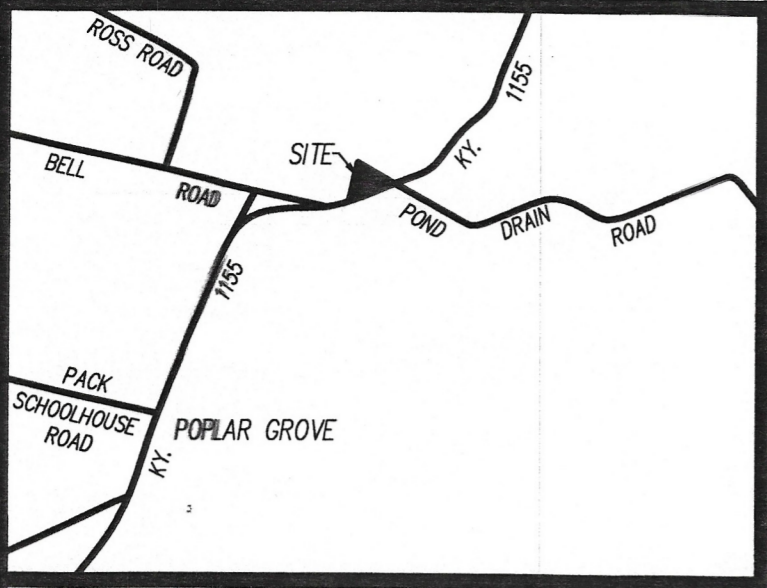 ROSS ROAD
1155
KY.
SITE
BELL
ROAD
POND
DRAIN
ROAD
1155
PACK
SCHOOLHOUSE
ROAD
POPLAR GROVE
KY.